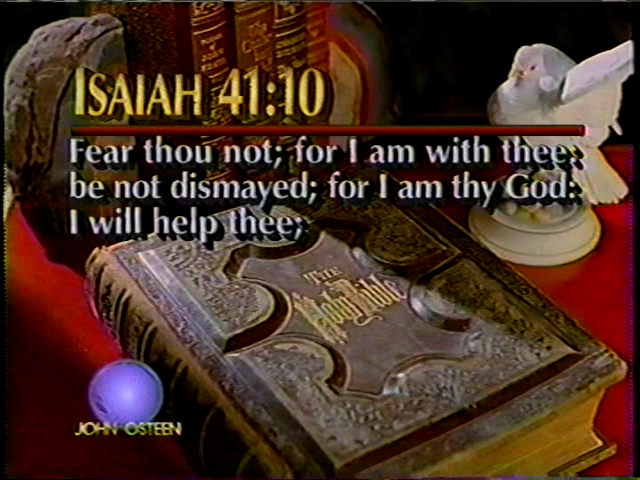 ISAIAH 41:10
Fear thou not; for I am with thee:
be not dismayed; for I am thy God:
I will help thee;
THE
Holy Bible
JOHN OSTEEN